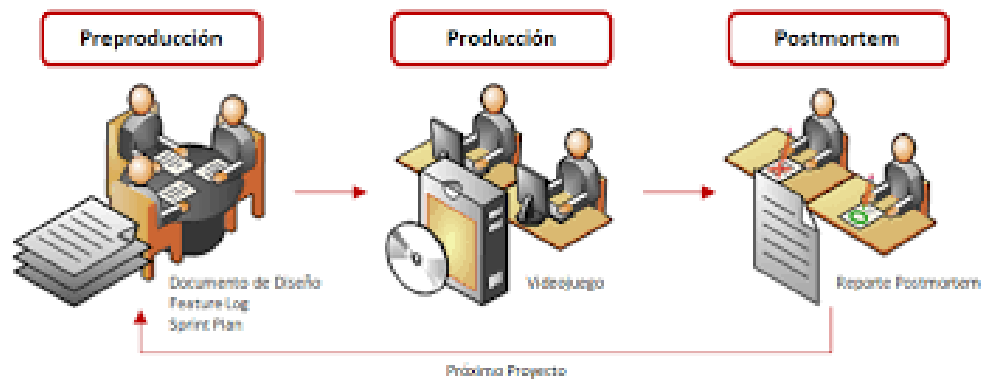 Preproducción
Producción
Postmortem
Documento de Diseño
Feature Log
Sprint Plan
Videojuego
Reporte Postmortem
Próximo Proyecto